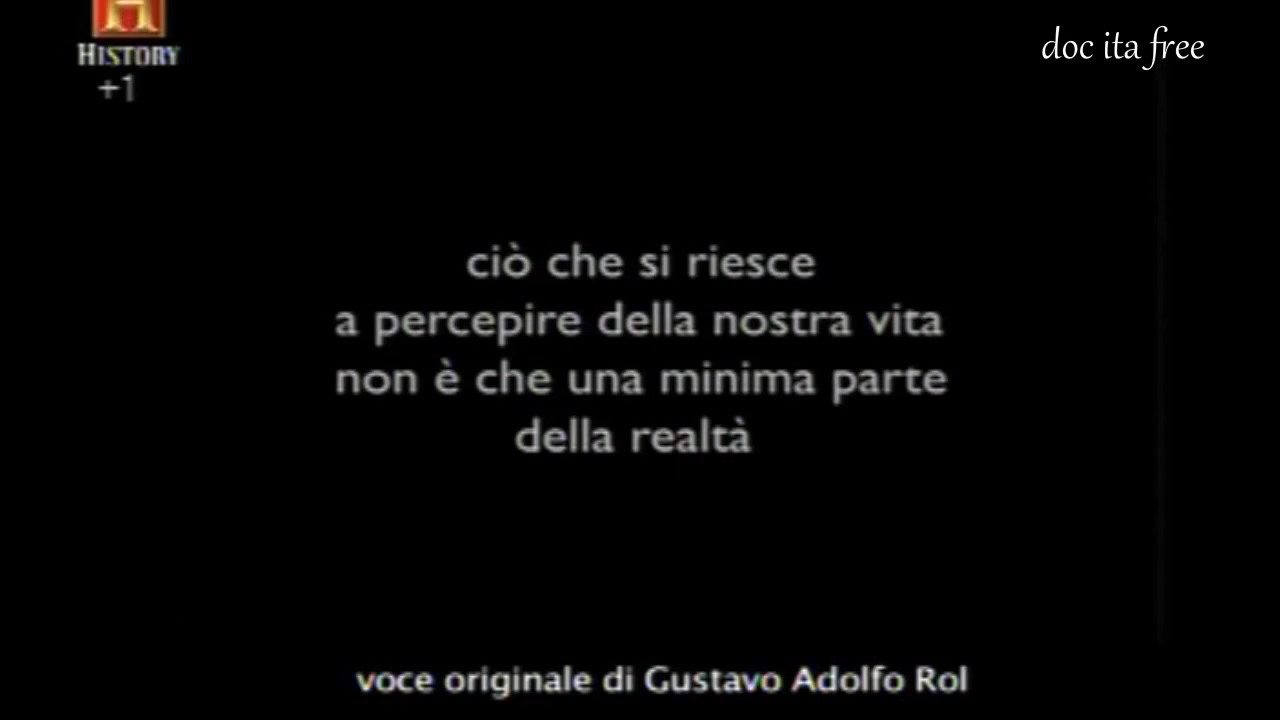 HISTORY
+1
doc ita free
ciò che si riesce
a percepire della nostra vita
non è che una minima parte
della realtà
voce originale di Gustavo Adolfo Rol